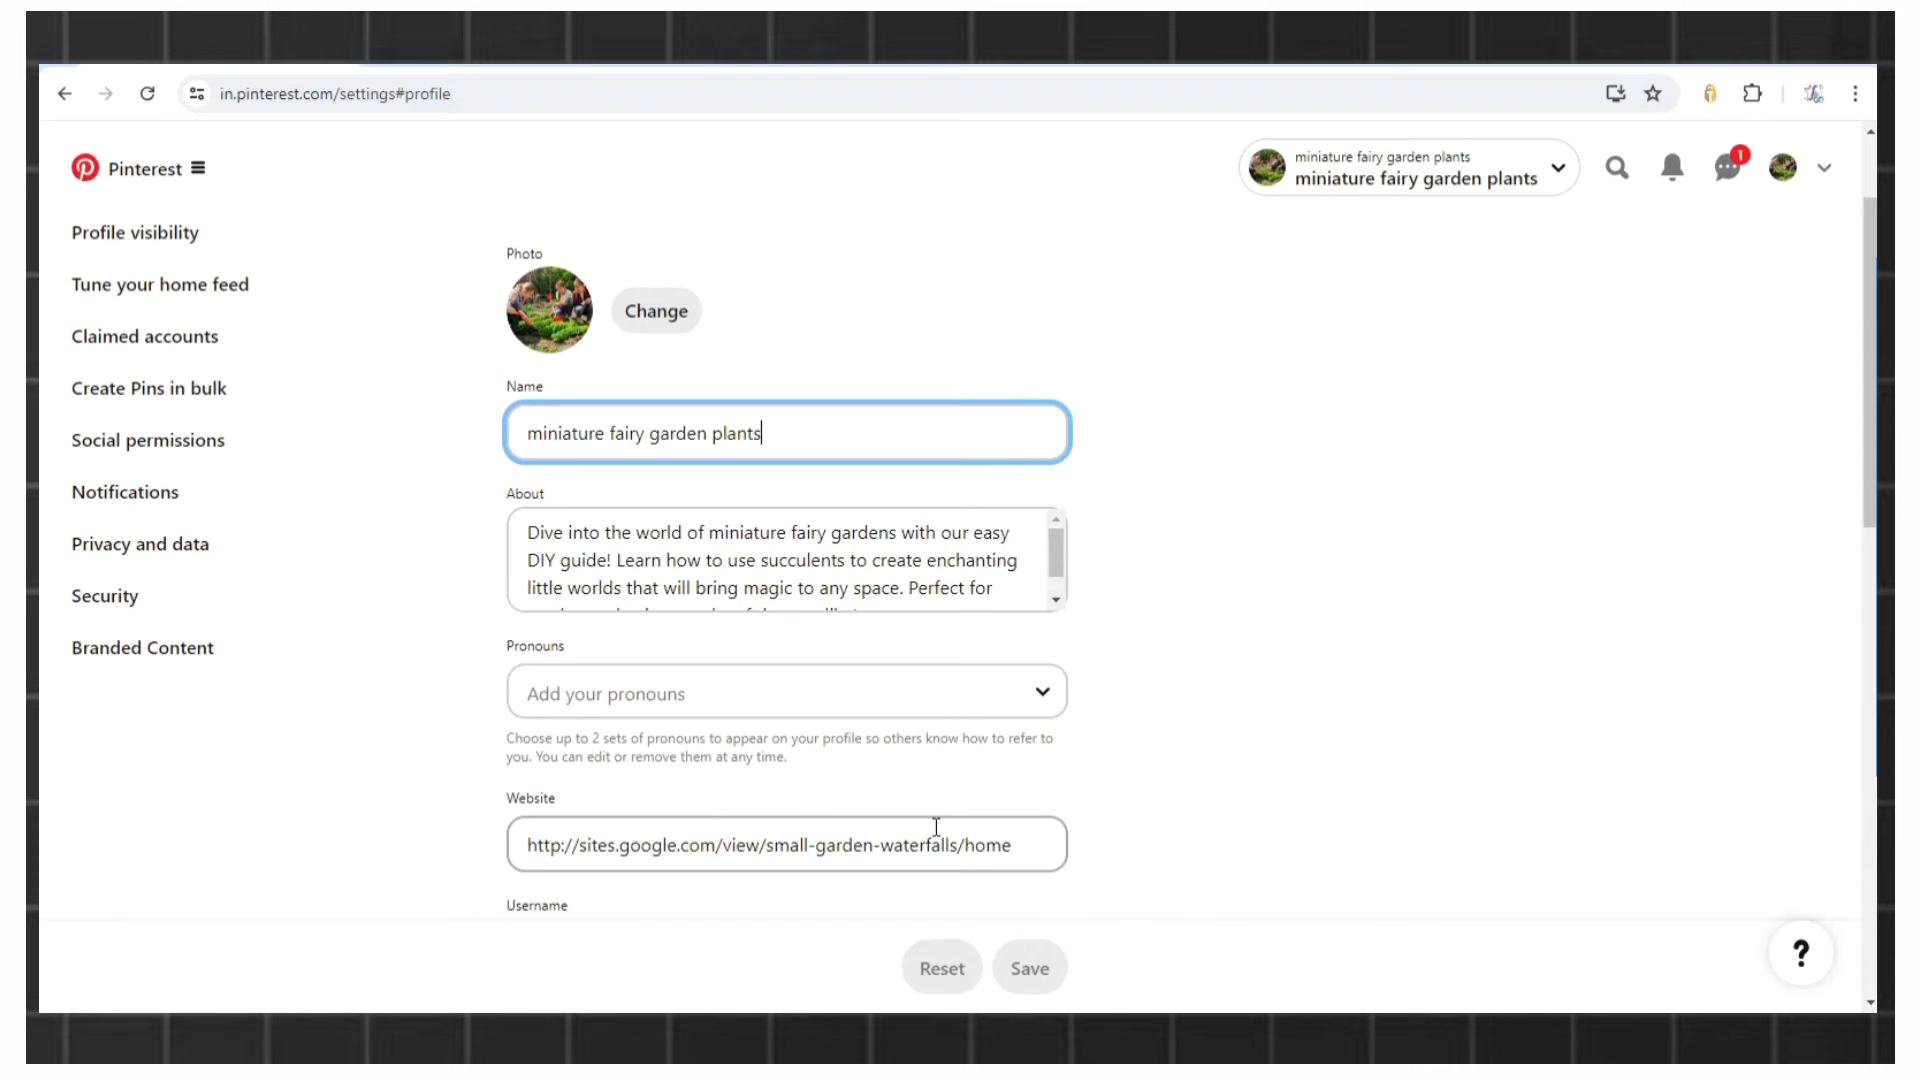 in.pinterest.com/settings#profile
Pinterest
miniature fairy garden plants
miniature fairy garden plants
1
Profile visibility
Tune your home feed
Claimed accounts
Create Pins in bulk
Social permissions
Notifications
Privacy and data
Security
Branded Content
Photo
Change
Name
miniature fairy garden plants
About
Dive into the world of miniature fairy gardens with our easy
DIY guide! Learn how to use succulents to create enchanting
little worlds that will bring magic to any space. Perfect for
Pronouns
Add your pronouns
Choose up to 2 sets of pronouns to appear on your profile so others know how to refer to
you. You can edit or remove them at any time.
Website
http://sites.google.com/view/small-garden-waterfalls/home
Username
Reset
Save
?